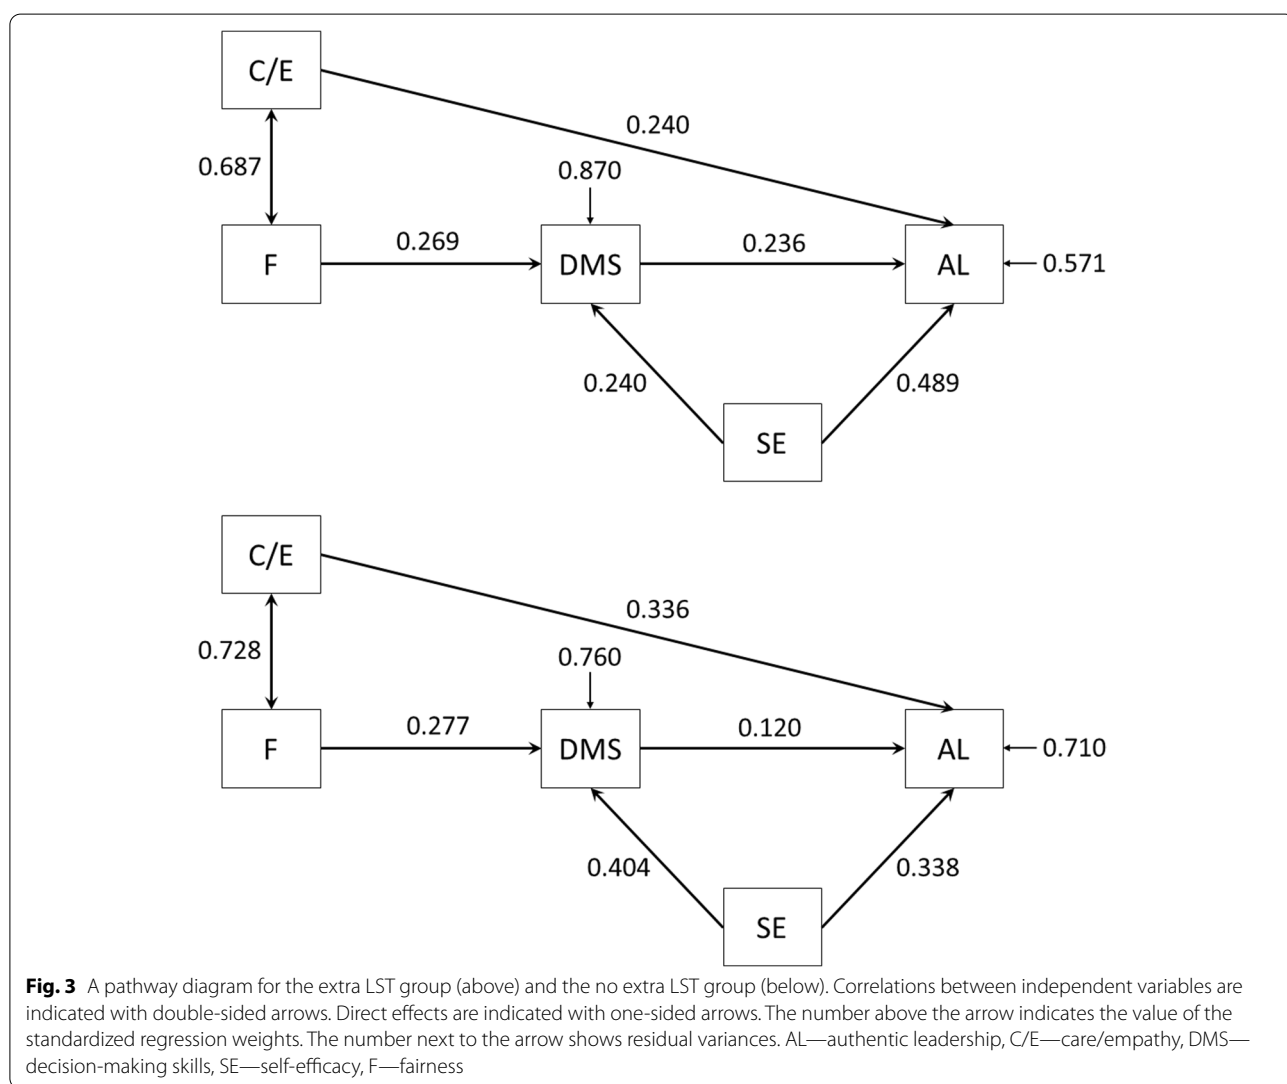 C/E
0.240
0.687
0.870
F
0.269
DMS
0.236
AL
0.571
0.240
0.489
SE
C/E
0.336
0.728
0.760
F
0.277
DMS
0.120
AL
0.710
0.404
0.338
SE
Fig. 3 A pathway diagram for the extra LST group (above) and the no extra LST group (below). Correlations between independent variables are
indicated with double-sided arrows. Direct effects are indicated with one-sided arrows. The number above the arrow indicates the value of the
standardized regression weights. The number next to the arrow shows residual variances. AL—authentic leadership, C/E—care/empathy, DMS—
decision-making skills, SE—self-efficacy, F—fairness